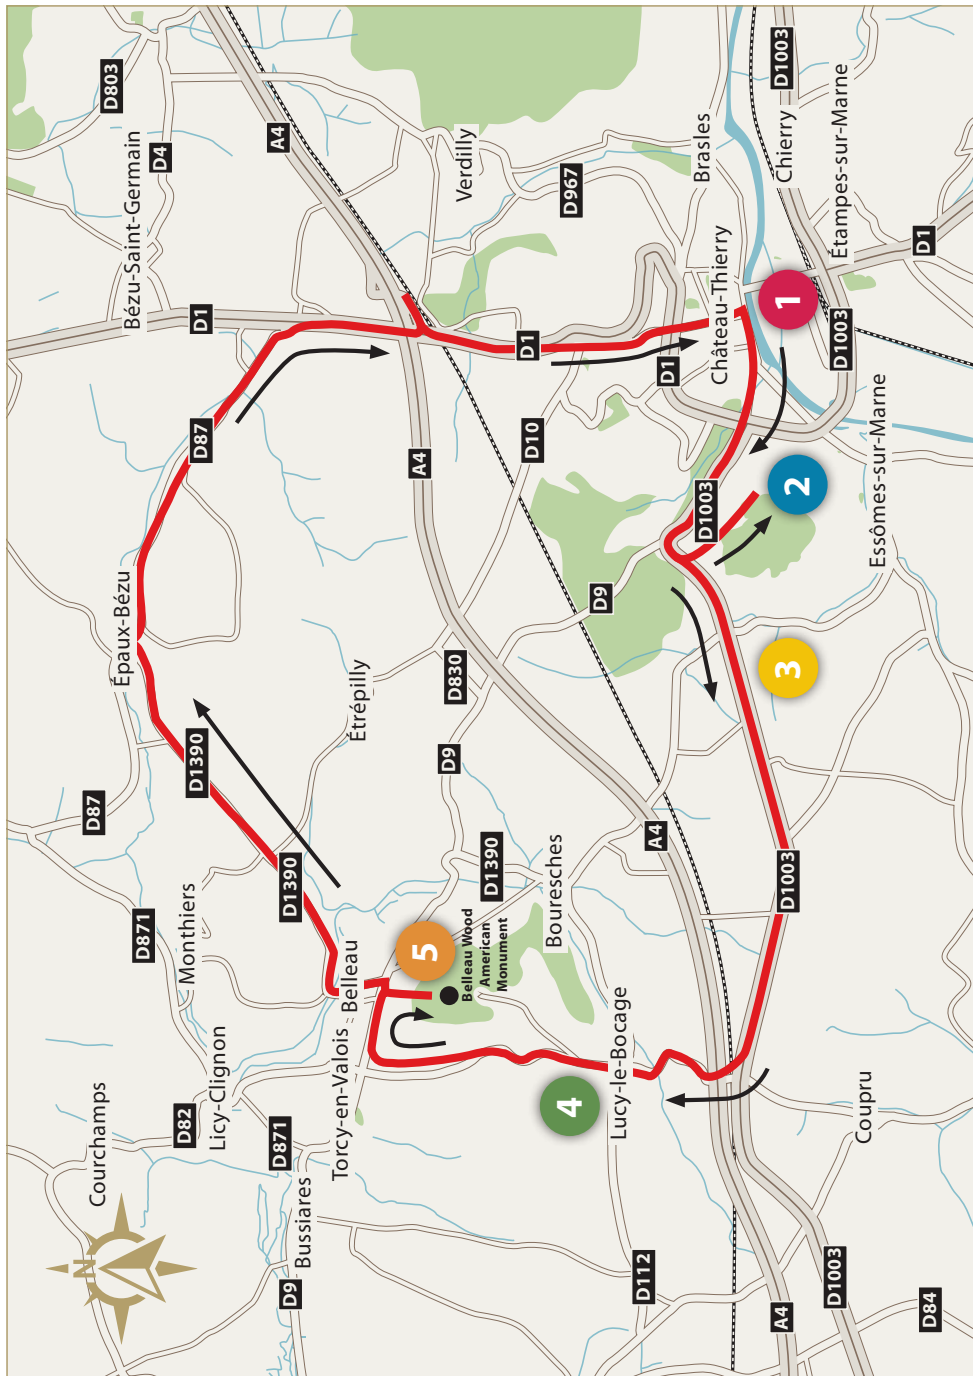 N
D87
Courchamps
D803
Épaux-Bézu
Bézu-Saint-Germain
D871
D4
D82
Monthiers
D1390
D87
D1
Licy-Clignon
A4
D871
D9
D1390
Bussiares
Torcy-en-Valois
Belleau
Etrépilly
A4
5
D9
D830
Verdilly
Belleau Wood
American
Monument
D1390
D1
D10
Bouresches
4
D967
D9
Lucy-le-Bocage
D112
A4
D1
Brasles
D1003
Château-Thierry
A4
D1003
Chierry
D1003
3
2
1
D1003
Étampes-sur-Marne
D1003
Coupru
Essômes-sur-Marne
D1
D84